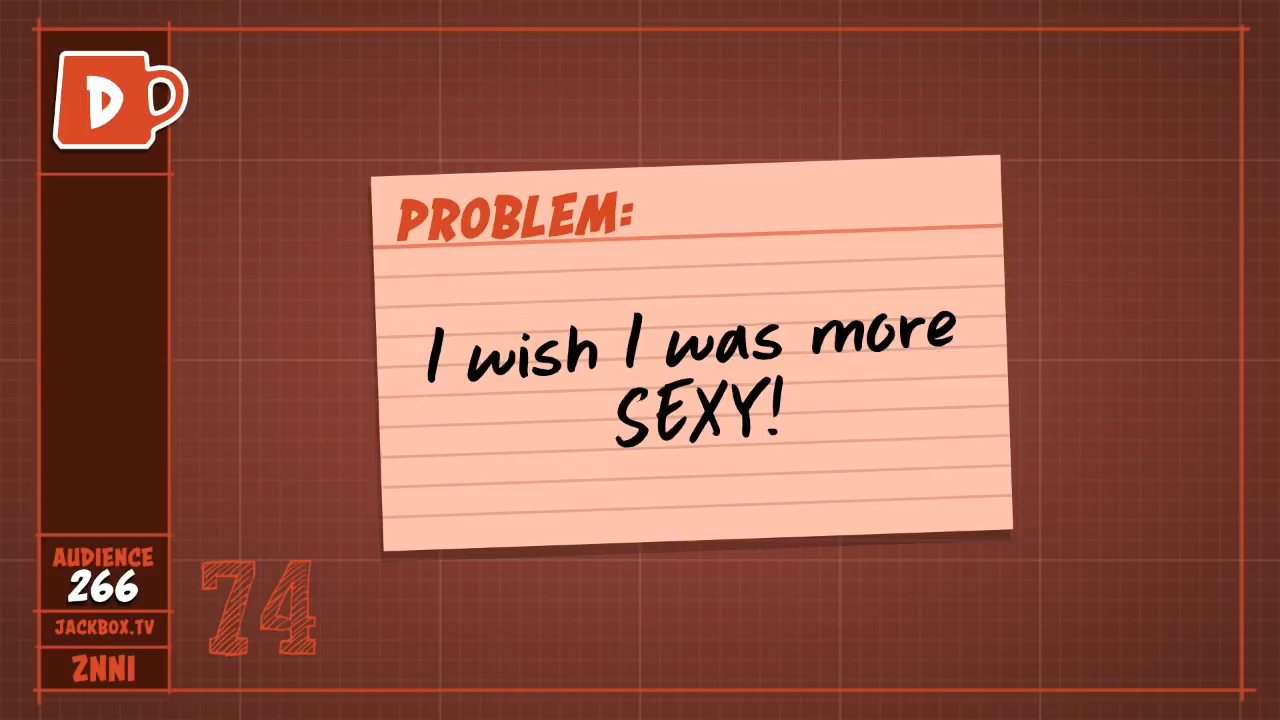 D
PROBLEM:
I wish I was more
SEXY!
AUDIENCE
266
JACKBOX.TV
ZNNI
74